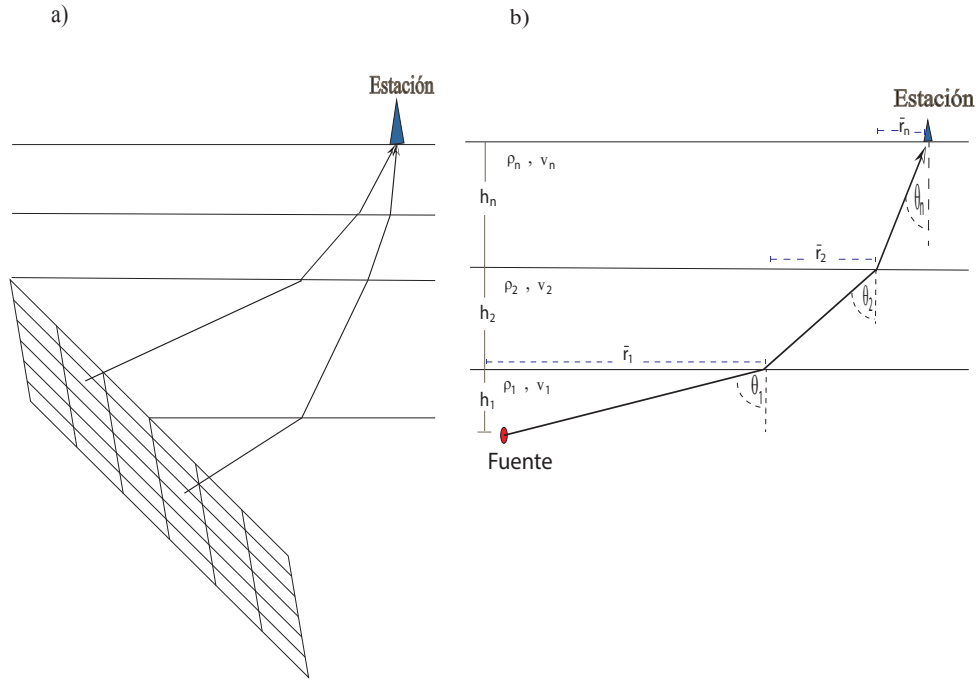 a)
Estación
b)
Estación
r̄ₙ
ρₙ , vₙ
hₙ
θₙ
r̄₂
ρ₂ , v₂
θ₂
h₂
r̄₁
ρ₁ , v₁
θ₁
h₁
Fuente